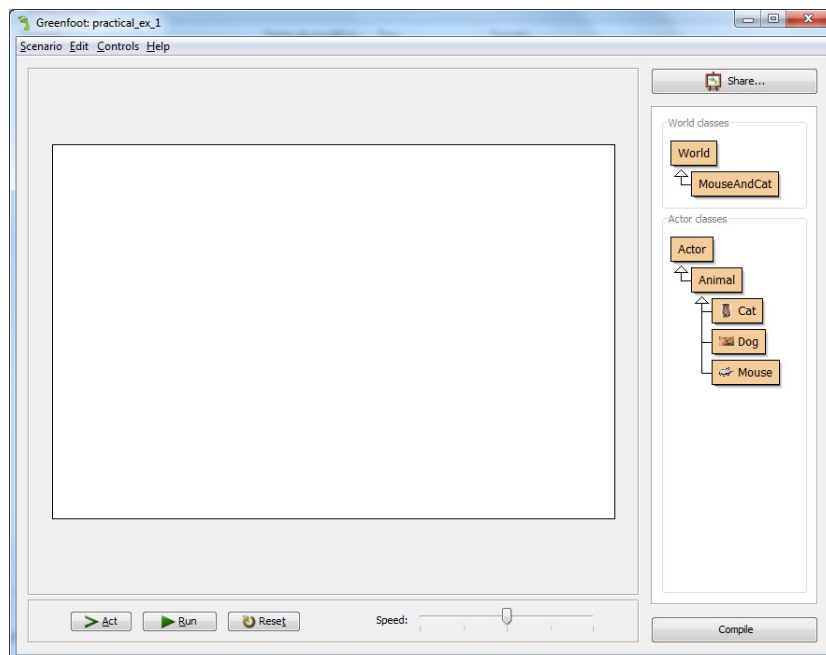 Greenfoot: practical_ex_1
Scenario Edit Controls Help
Share...
World classes
World
MouseAndCat
Actor classes
Actor
Animal
Cat
Dog
Mouse
Act Run Reset Speed:
Compile